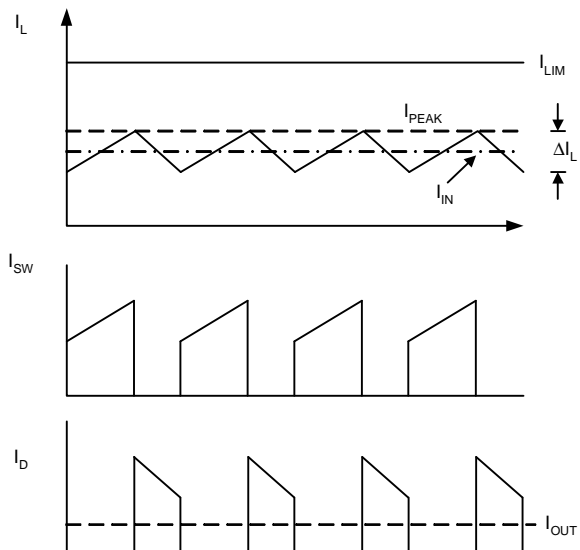 I_L
I_LIM
I_PEAK
ΔI_L
I_IN
I_SW
I_D
I_OUT